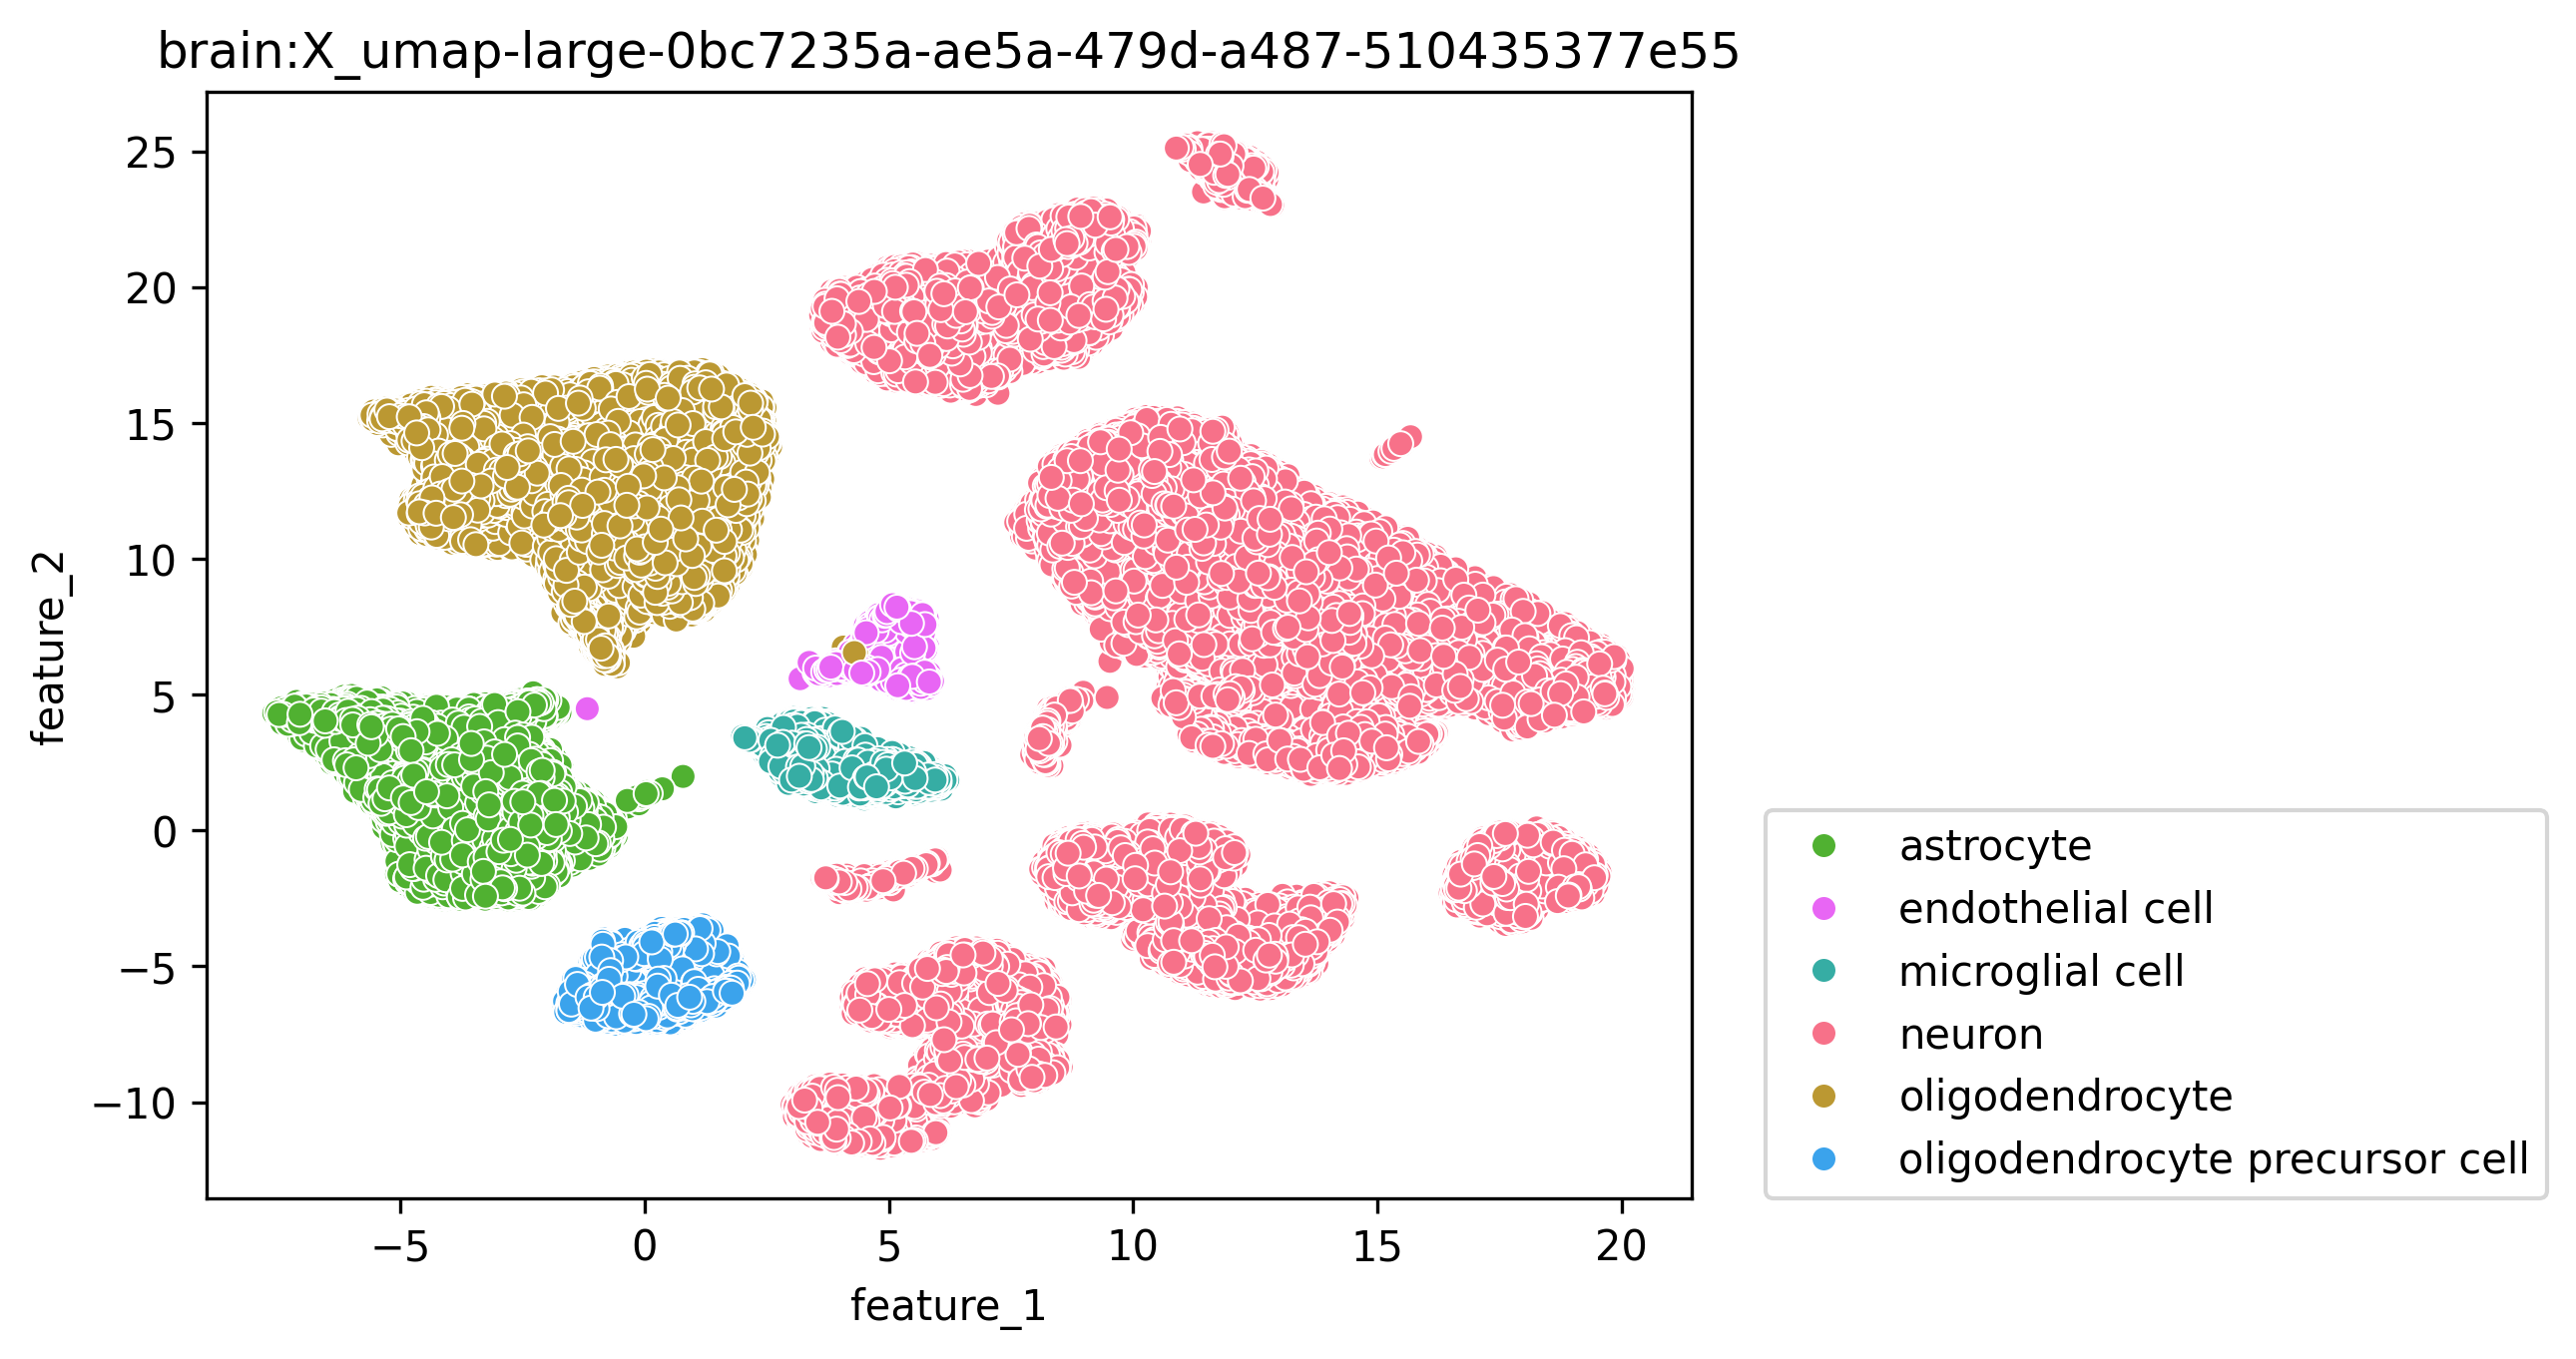 brain:X_umap-large-0bc7235a-ae5a-479d-a487-510435377e55
25
20
15
10
5
0
−5
−10
feature_2
−5
0
5
10
15
20
feature_1
astrocyte
endothelial cell
microglial cell
neuron
oligodendrocyte
oligodendrocyte precursor cell